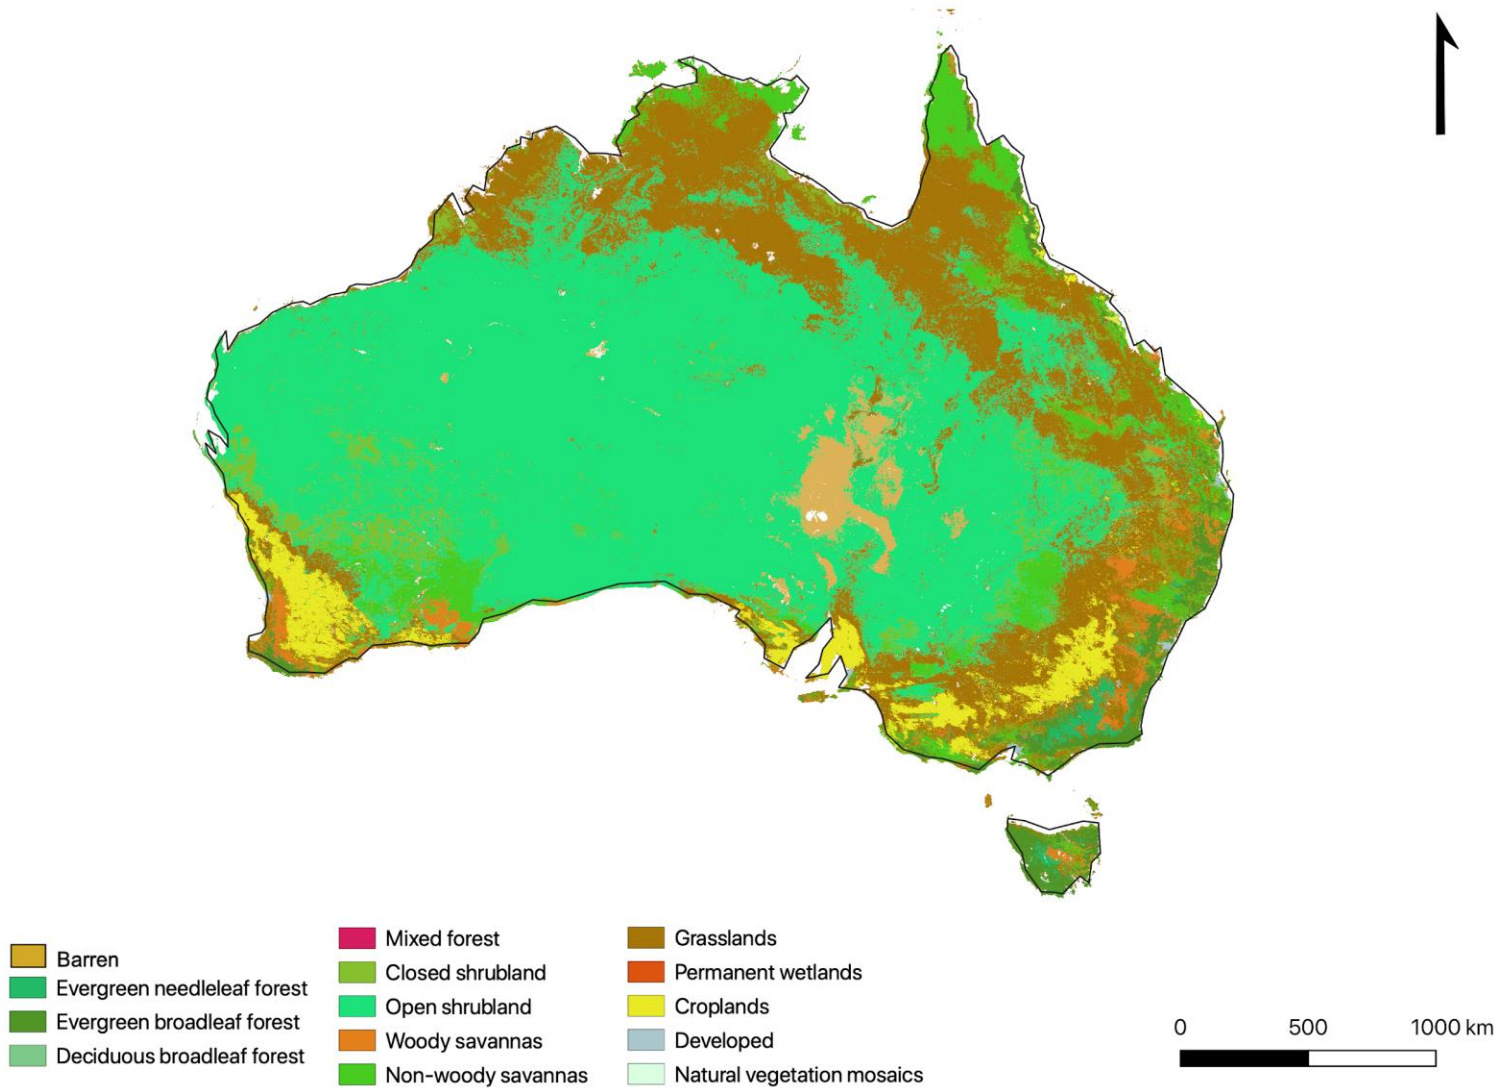 Barren
Evergreen needleleaf forest
Evergreen broadleaf forest
Deciduous broadleaf forest
Mixed forest
Closed shrubland
Open shrubland
Woody savannas
Non-woody savannas
Grasslands
Permanent wetlands
Croplands
Developed
Natural vegetation mosaics
0 500 1000 km